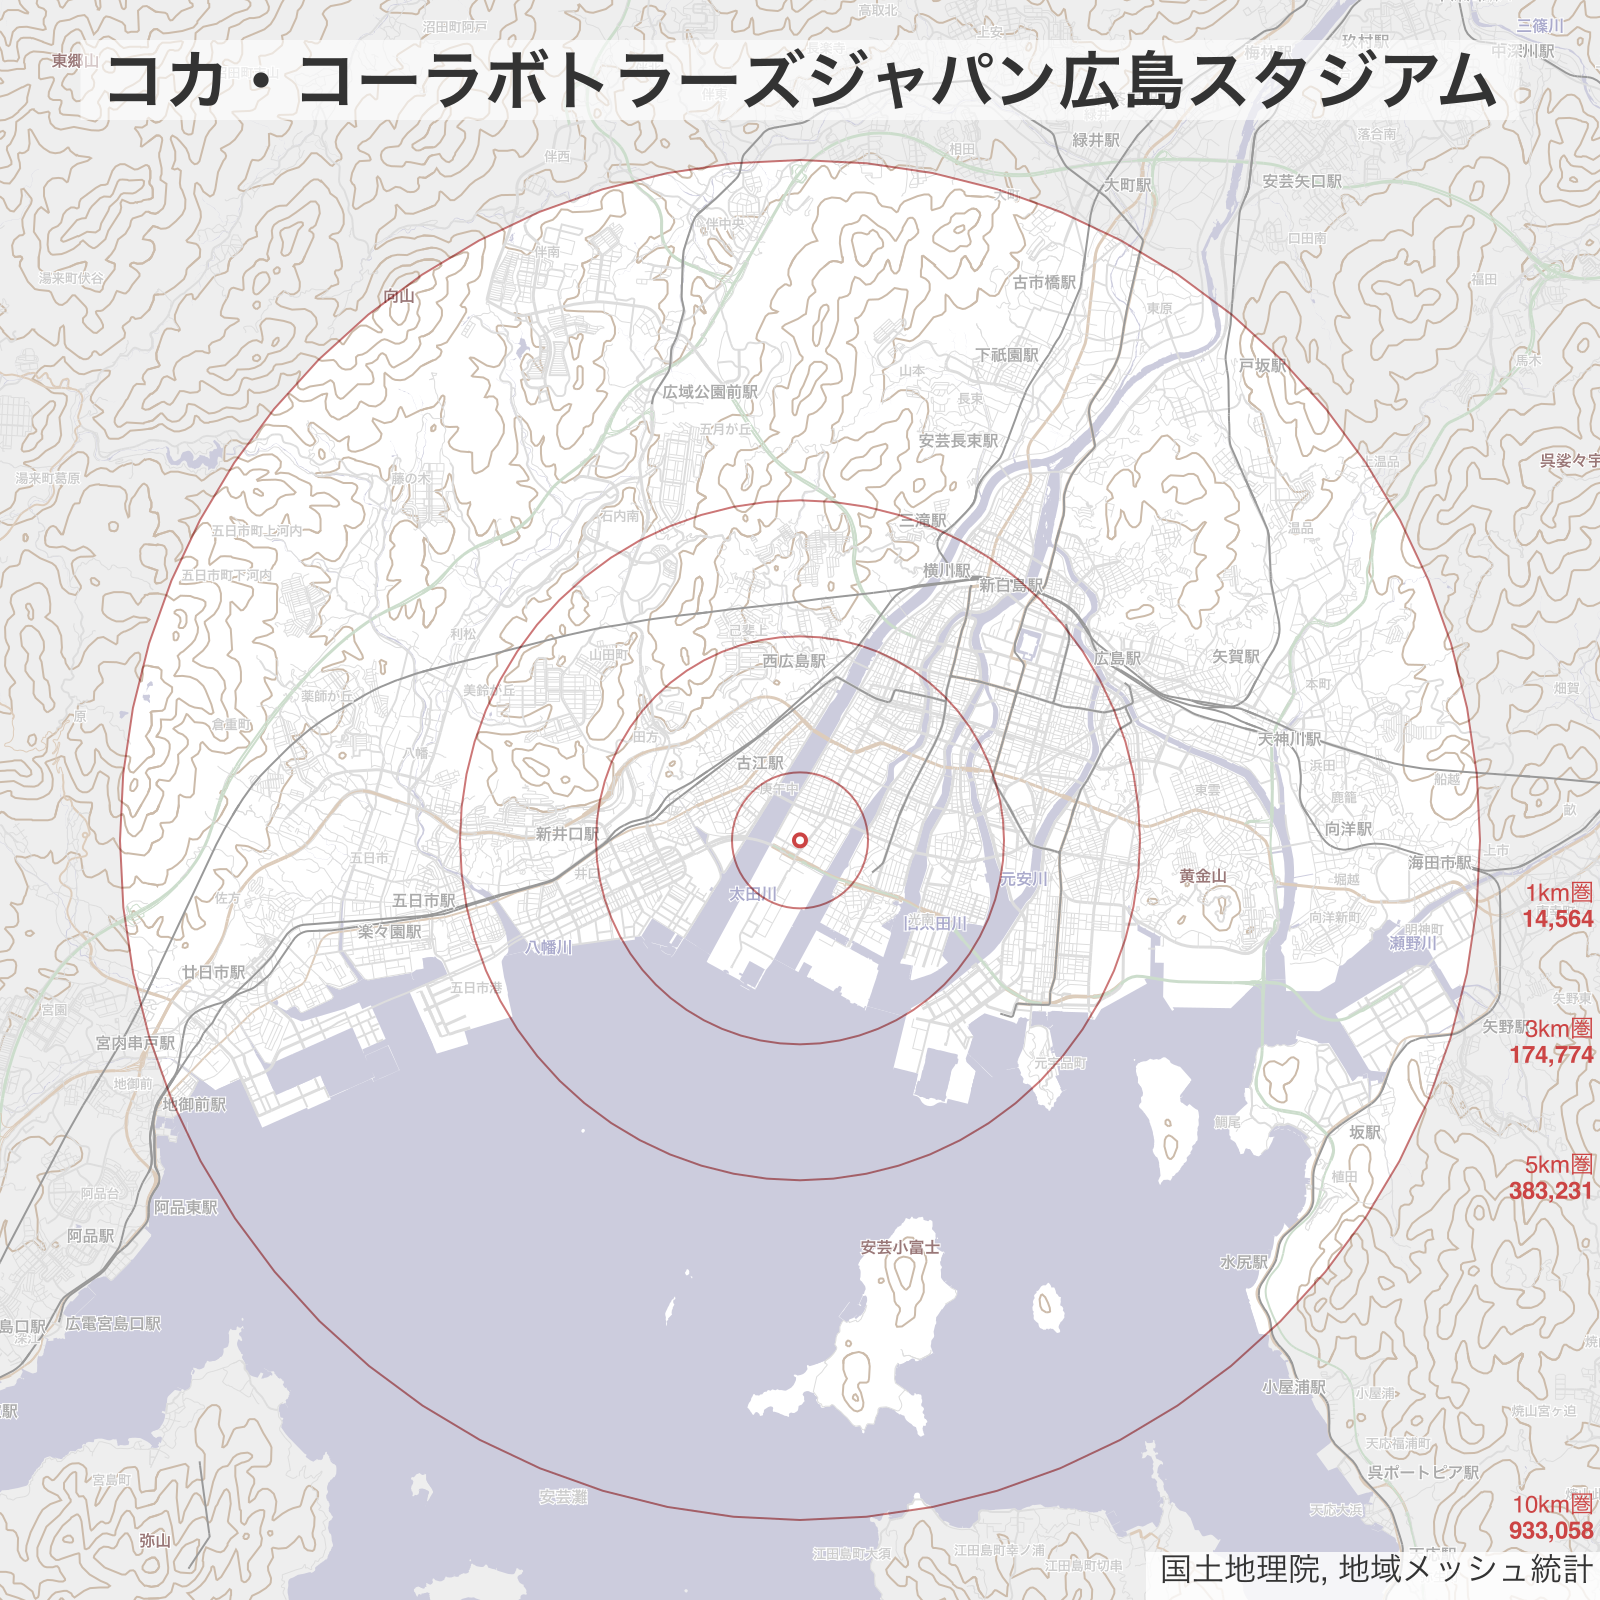 コカ・コーラボトラーズジャパン広島スタジアム
沼田町阿戸
高取北
上安
三篠川
東郷山
梅林駅
玖村駅
中深川駅
伴東
緑井駅
落合南
伴西
相田
大町
大町駅
安芸矢口駅
伴中央
口田南
伴南
湯来町伏谷
向山
古市橋駅
東原
福田
下祇園駅
戸坂駅
馬木
山本
広域公園前駅
長束
五月が丘
安芸長束駅
上温品
湯来町葛原
藤の木
石内南
三滝駅
温品
五日市町上河内
五日市町下河内
横川駅
新白島駅
利松
己斐上
山田町
西広島駅
広島駅
矢賀駅
美鈴が丘
本町
畑賀
薬師が丘
原
倉重町
田方
天神川駅
八幡
古江駅
浜田
船越
庚午中
東雲
鹿籠
畝
新井口駅
向洋駅
五日市
井口
上市
海田市駅
佐方
五日市駅
太田川
元安川
黄金山
堀越
1km圏
14,564
楽々園駅
向洋新町
明神町
八幡川
瀬野川
廿日市駅
五日市港
宮園
矢野東
宮内串戸駅
矢野駅
3km圏
174,774
地御前
元宇品町
地御前駅
鯛尾
坂駅
5km圏
383,231
阿品台
植田
阿品東駅
阿品駅
安芸小富士
水尻駅
島口駅
深江
広電宮島口駅
小屋浦駅
小屋浦
焼山宮ヶ迫
天応福浦町
宮島町
呉ポートピア駅
安芸灘
10km圏
933,058
天応大浜
弥山
江田島町大須
江田島町幸ノ浦
江田島町切串
国土地理院, 地域メッシュ統計